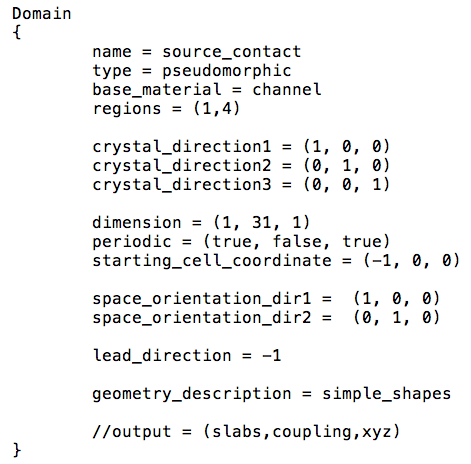 Domain
{
name = source_contact
type = pseudomorphic
base_material = channel
regions = (1,4)
crystal_direction1 = (1, 0, 0)
crystal_direction2 = (0, 1, 0)
crystal_direction3 = (0, 0, 1)
dimension = (1, 31, 1)
periodic = (true, false, true)
starting_cell_coordinate = (-1, 0, 0)
space_orientation_dir1 =  (1, 0, 0)
space_orientation_dir2 =  (0, 1, 0)
lead_direction = -1
geometry_description = simple_shapes
//output = (slabs,coupling,xyz)
}